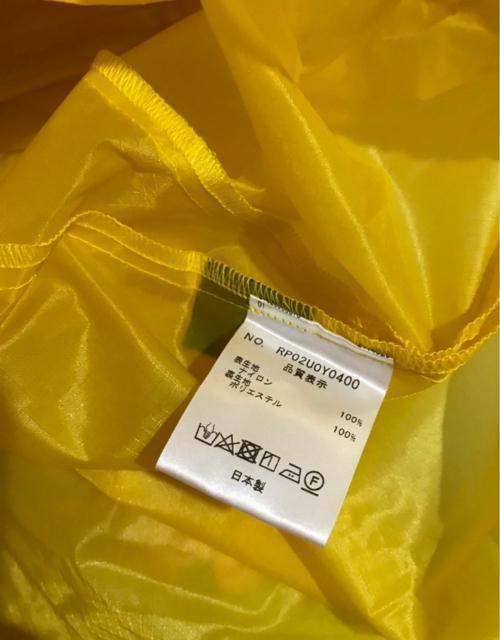 01
NO. RP02U0Y0400
品質表示
表生地
ナイロン 100%
裏生地
ポリエステル 100%
F
日本製